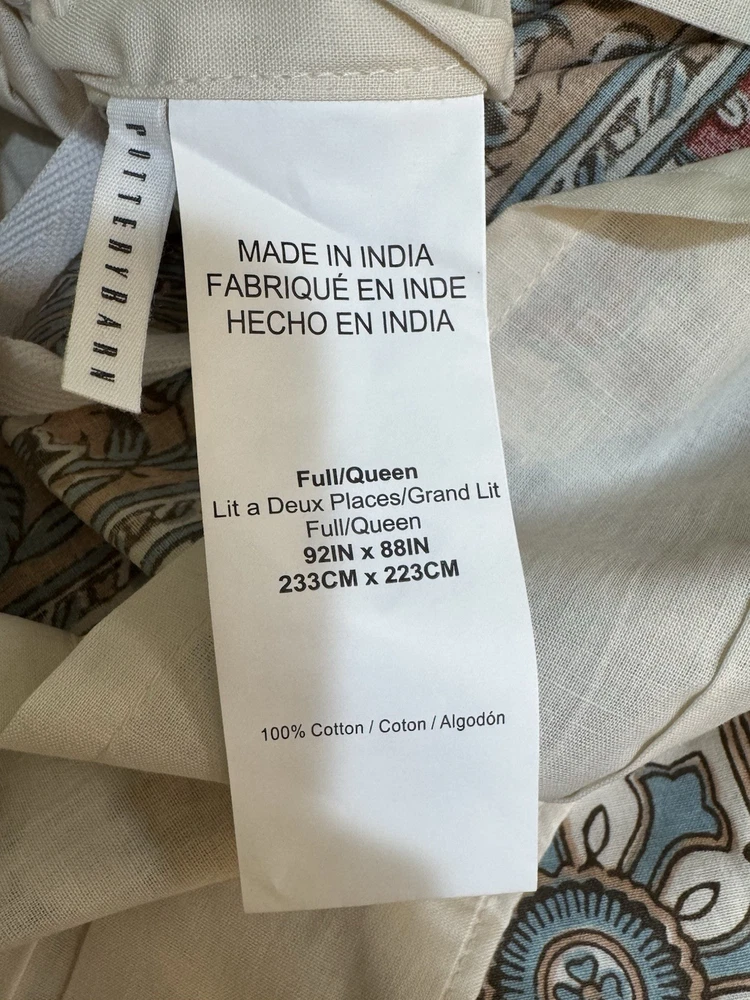 POTTERYBARN
MADE IN INDIA
FABRIQUÉ EN INDE
HECHO EN INDIA
Full/Queen
Lit a Deux Places/Grand Lit
Full/Queen
92IN x 88IN
233CM x 223CM
100% Cotton / Coton / Algodón